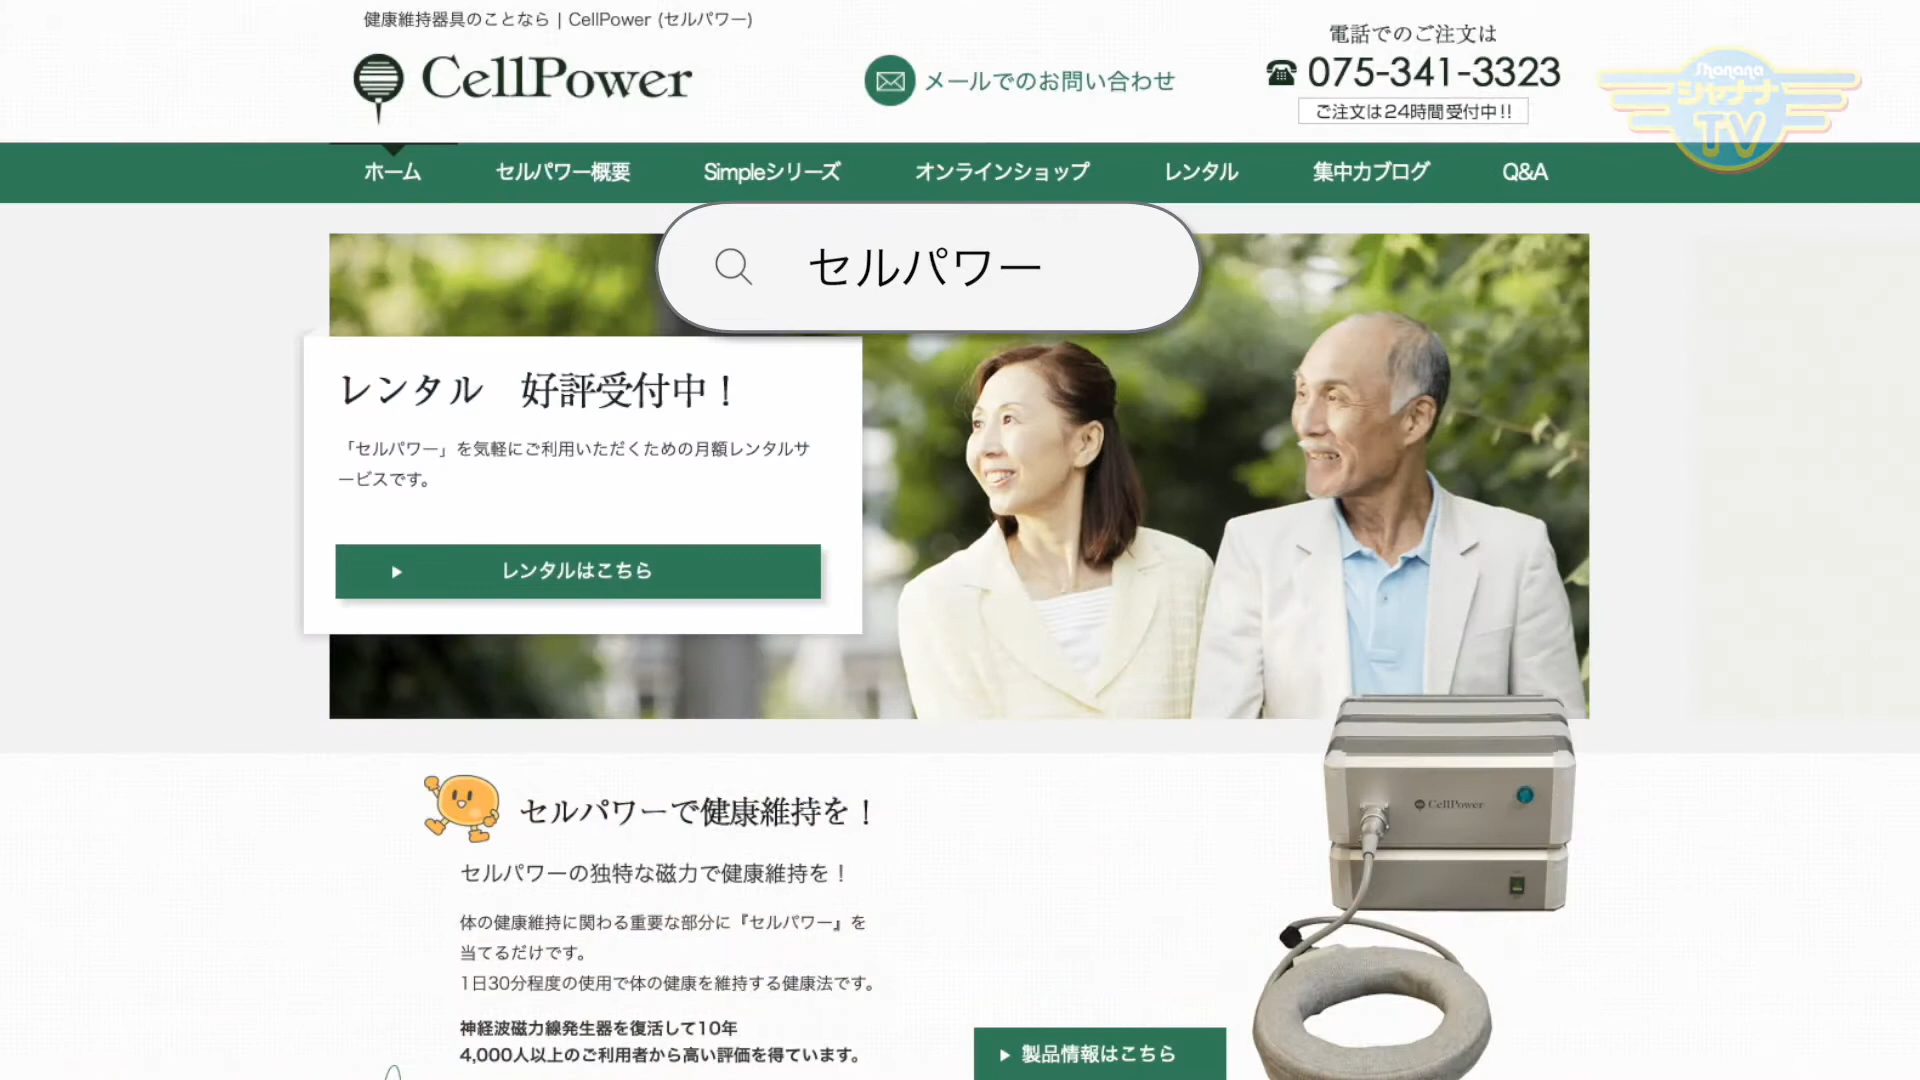 健康維持器具のことなら | CellPower (セルパワー)
CellPower
メールでのお問い合わせ
電話でのご注文は
075-341-3323
ご注文は24時間受付中!!
Shanana
シャナナ
TV
ホーム
セルパワー概要
Simpleシリーズ
オンラインショップ
レンタル
集中力ブログ
Q&A
セルパワー
レンタル　好評受付中！
「セルパワー」を気軽にご利用いただくための月額レンタルサ
ービスです。
レンタルはこちら
セルパワーで健康維持を！
セルパワーの独特な磁力で健康維持を！
体の健康維持に関わる重要な部分に『セルパワー』を
当てるだけです。
1日30分程度の使用で体の健康を維持する健康法です。
神経波磁力線発生器を復活して10年
4,000人以上のご利用者から高い評価を得ています。
CellPower
製品情報はこちら